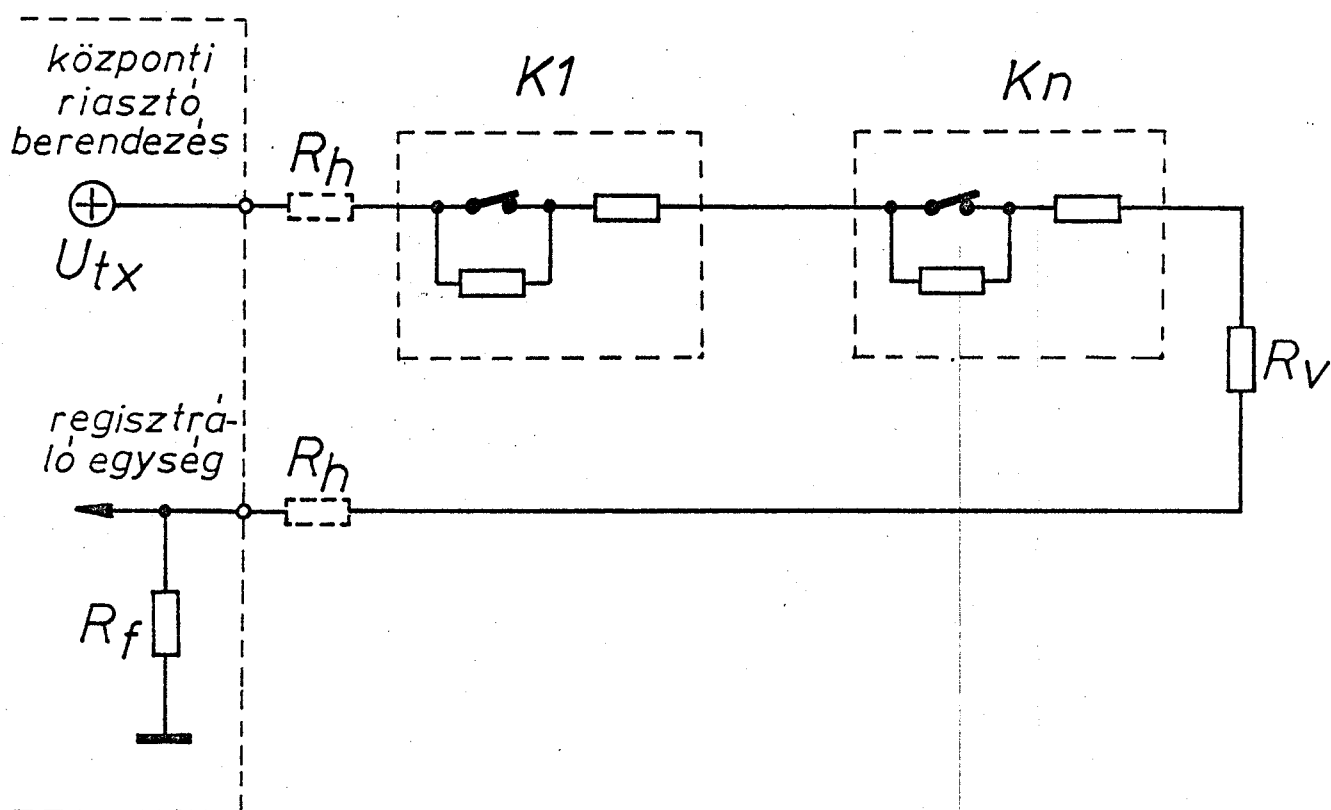 központi
riasztó
berendezés
K1
Kn
Rh
Utx
Rv
regisztrá-
ló egység
Rh
Rf